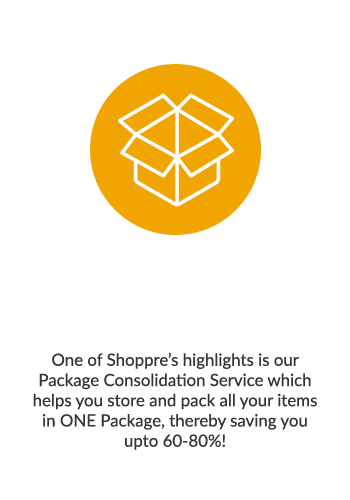 One of Shoppre’s highlights is our
Package Consolidation Service which
helps you store and pack all your items
in ONE Package, thereby saving you
upto 60-80%!